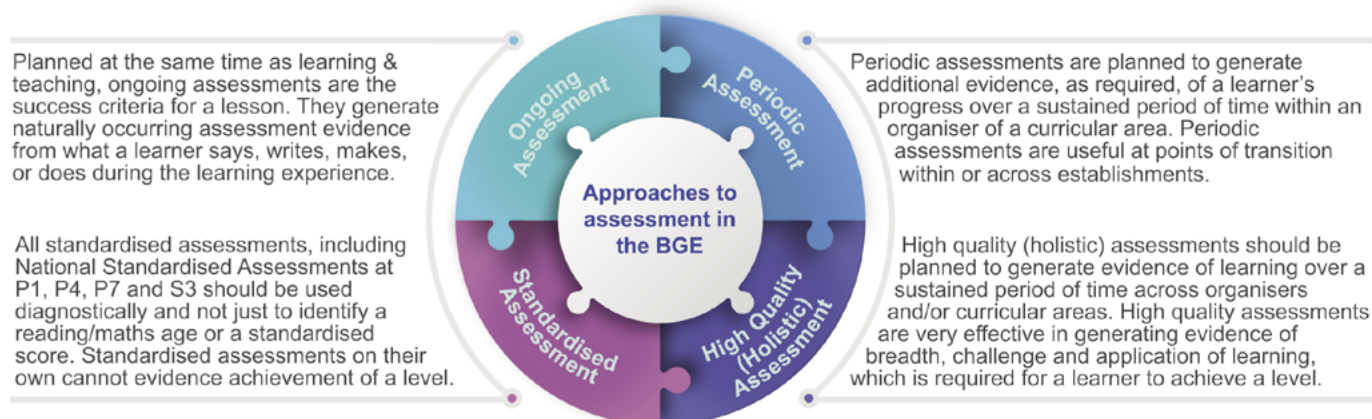 Planned at the same time as learning &
teaching, ongoing assessments are the
success criteria for a lesson. They generate
naturally occurring assessment evidence
from what a learner says, writes, makes,
or does during the learning experience.
Ongoing
Assessment
Periodic
Assessment
Periodic assessments are planned to generate
additional evidence, as required, of a learner's
progress over a sustained period of time within an
organiser of a curricular area. Periodic
assessments are useful at points of transition
within or across establishments.
Approaches to
assessment in
the BGE
All standardised assessments, including
National Standardised Assessments at
P1, P4, P7 and S3 should be used
diagnostically and not just to identify a
reading/maths age or a standardised
score. Standardised assessments on their
own cannot evidence achievement of a level.
Standardised
Assessment
High Quality
(Holistic)
Assessment
High quality (holistic) assessments should be
planned to generate evidence of learning over a
sustained period of time across organisers
and/or curricular areas. High quality assessments
are very effective in generating evidence of
breadth, challenge and application of learning,
which is required for a learner to achieve a level.